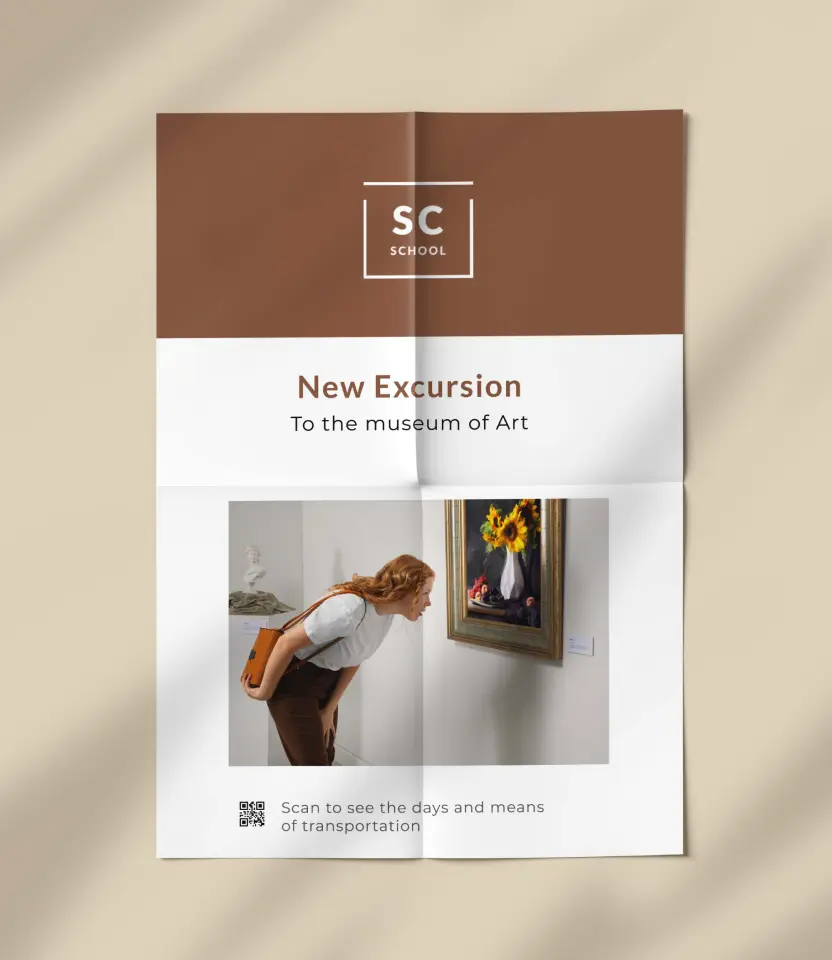 SC
SCHOOL
New Excursion
To the museum of Art
Scan to see the days and means
of transportation